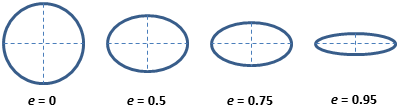 e = 0 e = 0.5 e = 0.75 e = 0.95